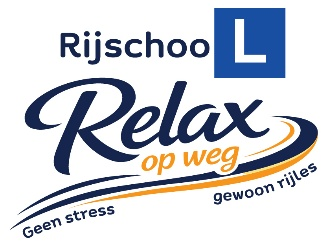 Rijschool L
Relax
op weg
Geen stress
gewoon rijles